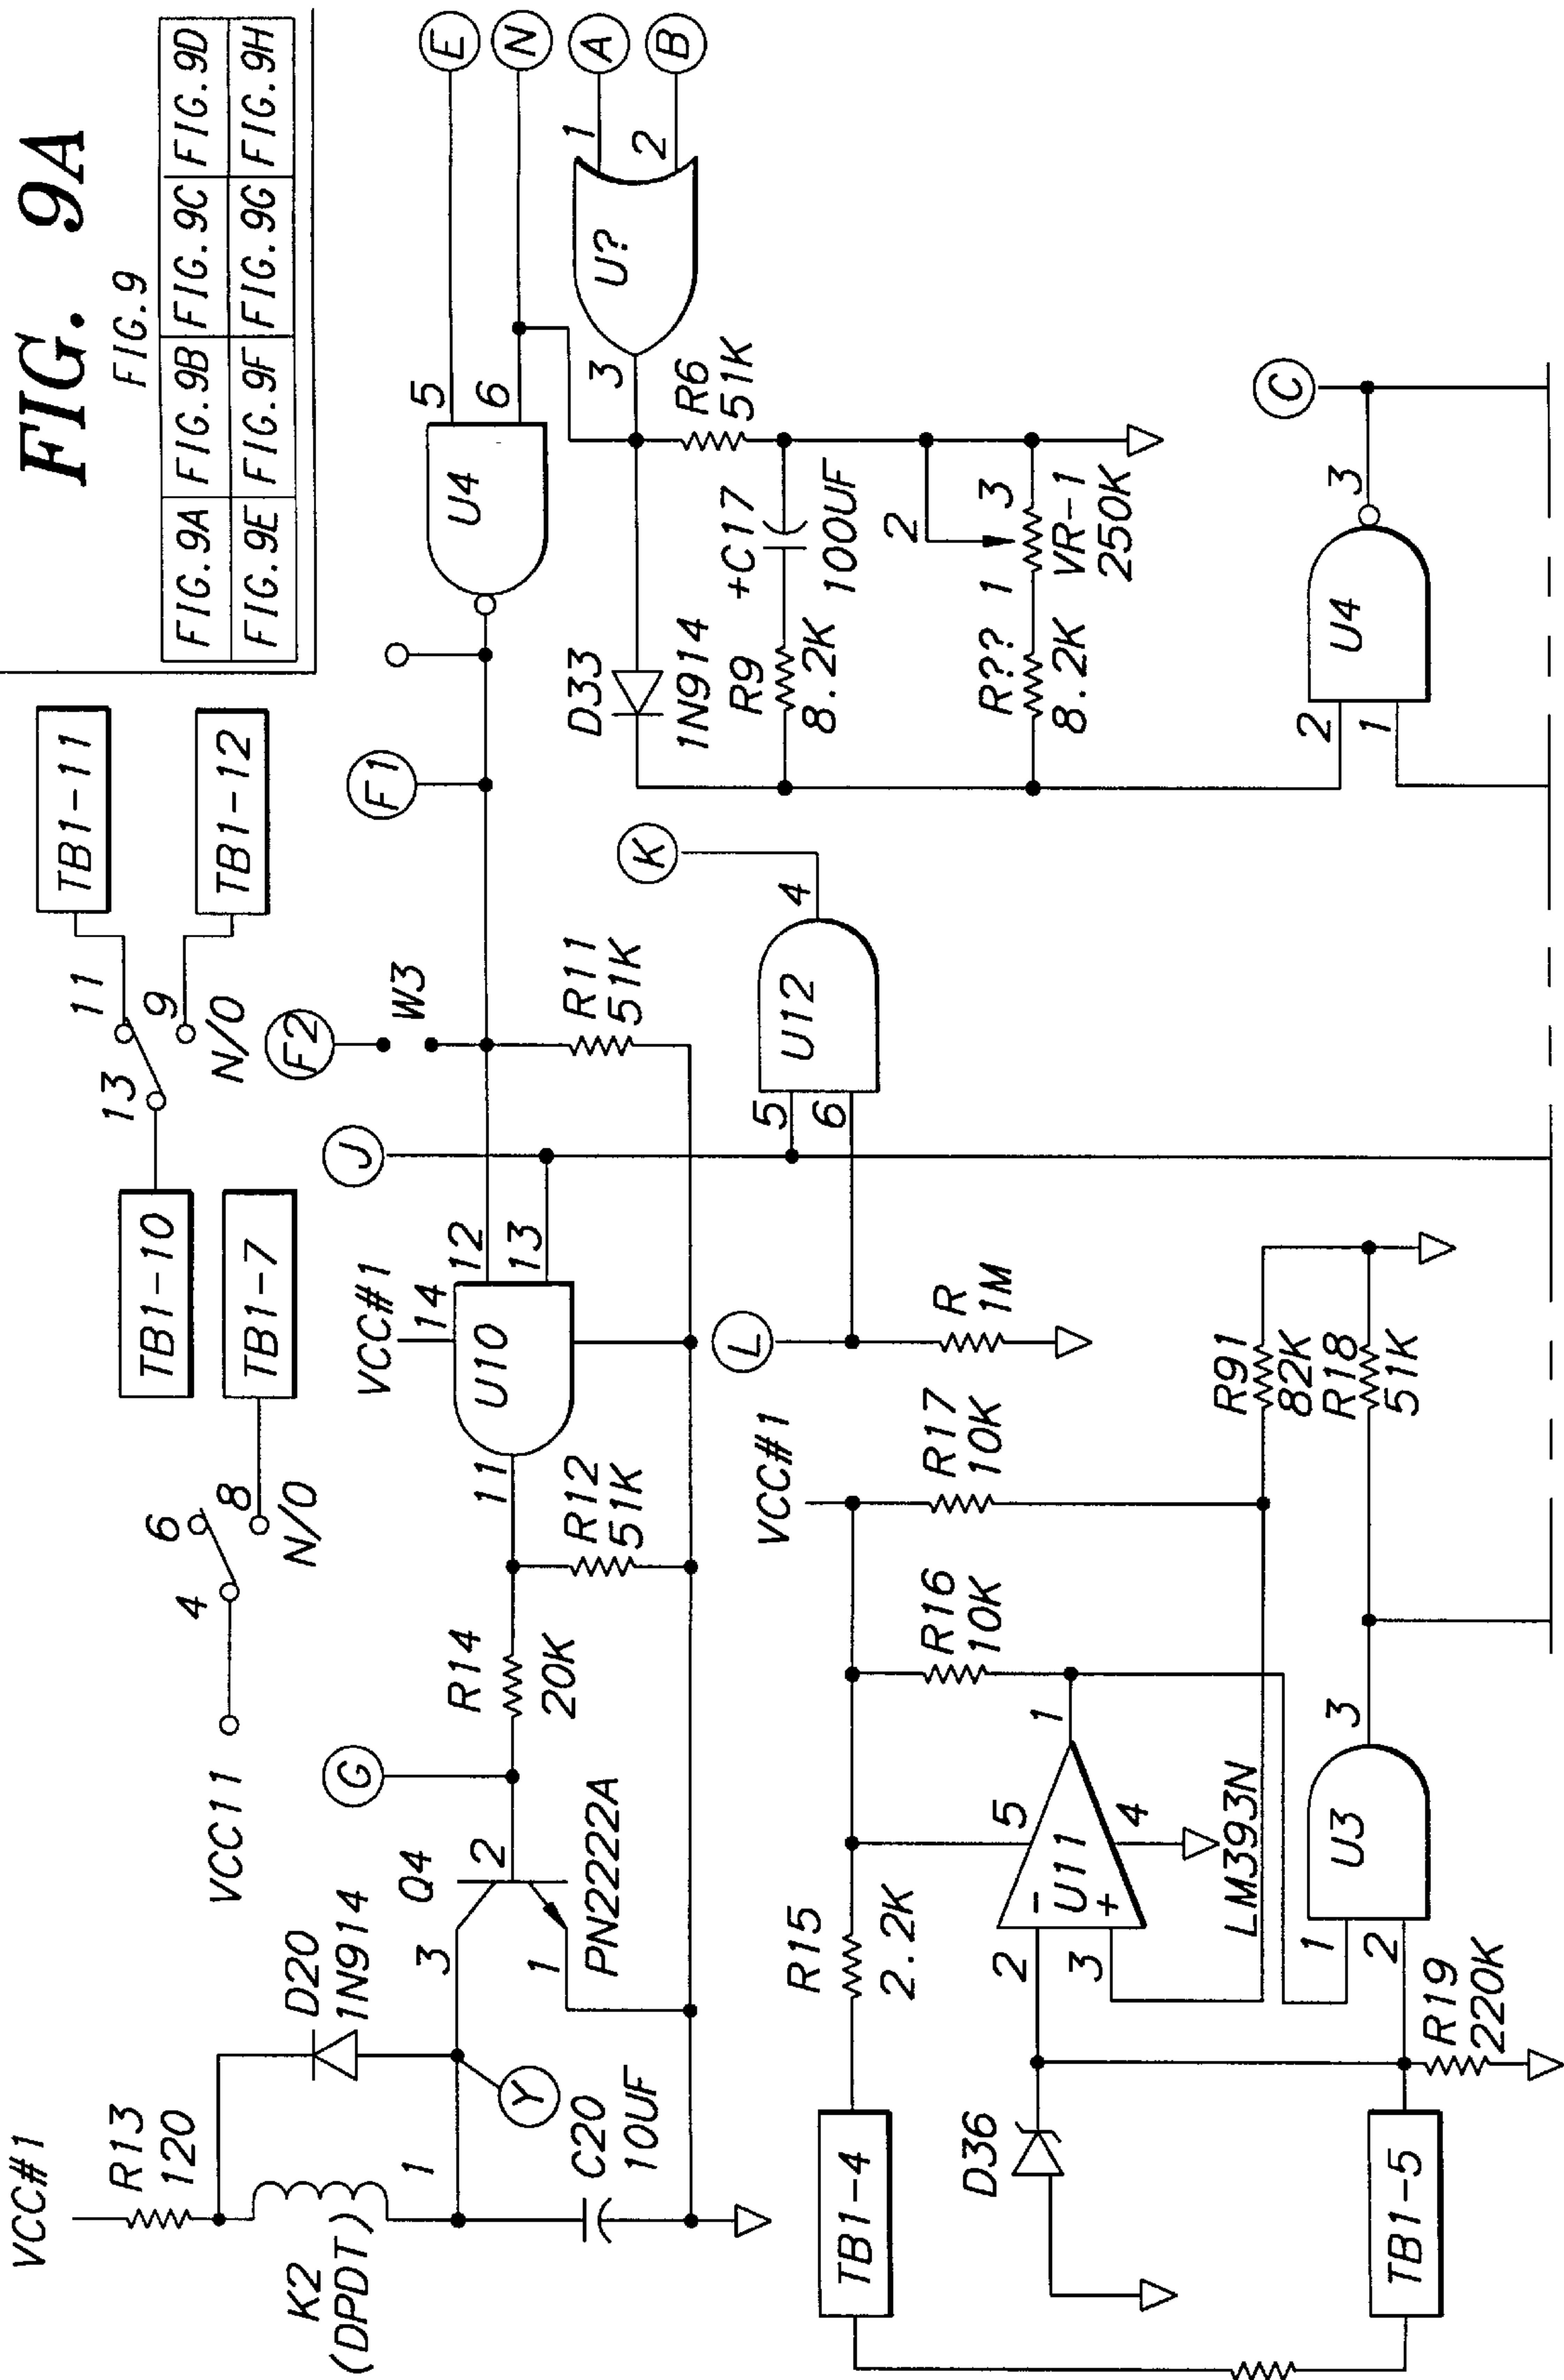 FIG. 9A
FIG.9
FIG.9A FIG.9B FIG.9C FIG.9D
FIG.9E FIG.9F FIG.9G FIG.9H
VCC#1
R13
120
K2
(DPDT)
1
D20
1N914
Y
C20
10UF
VCC11
4
6
8
N/O
TB1-10
TB1-7
13
11
9
N/O
TB1-11
TB1-12
Q4
3
2
1
PN2222A
G
R14
20K
R12
51K
11
U10
VCC#1
14
12
13
J
F2
W3
R11
51K
F1
U4
5
6
E
N
A
B
1
2
U?
3
R6
51K
D33
1N914
R9
8.2K
+C17
100UF
R??
8.2K
1
2
3
VR-1
250K
K
4
U12
5
6
L
R
1M
VCC#1
R15
2.2K
R16
10K
R17
10K
TB1-4
D36
TB1-5
2
3
-
+
U11
5
4
1
LM393N
R91
82K
R18
51K
1
2
U3
3
R19
220K
2
1
U4
3
C